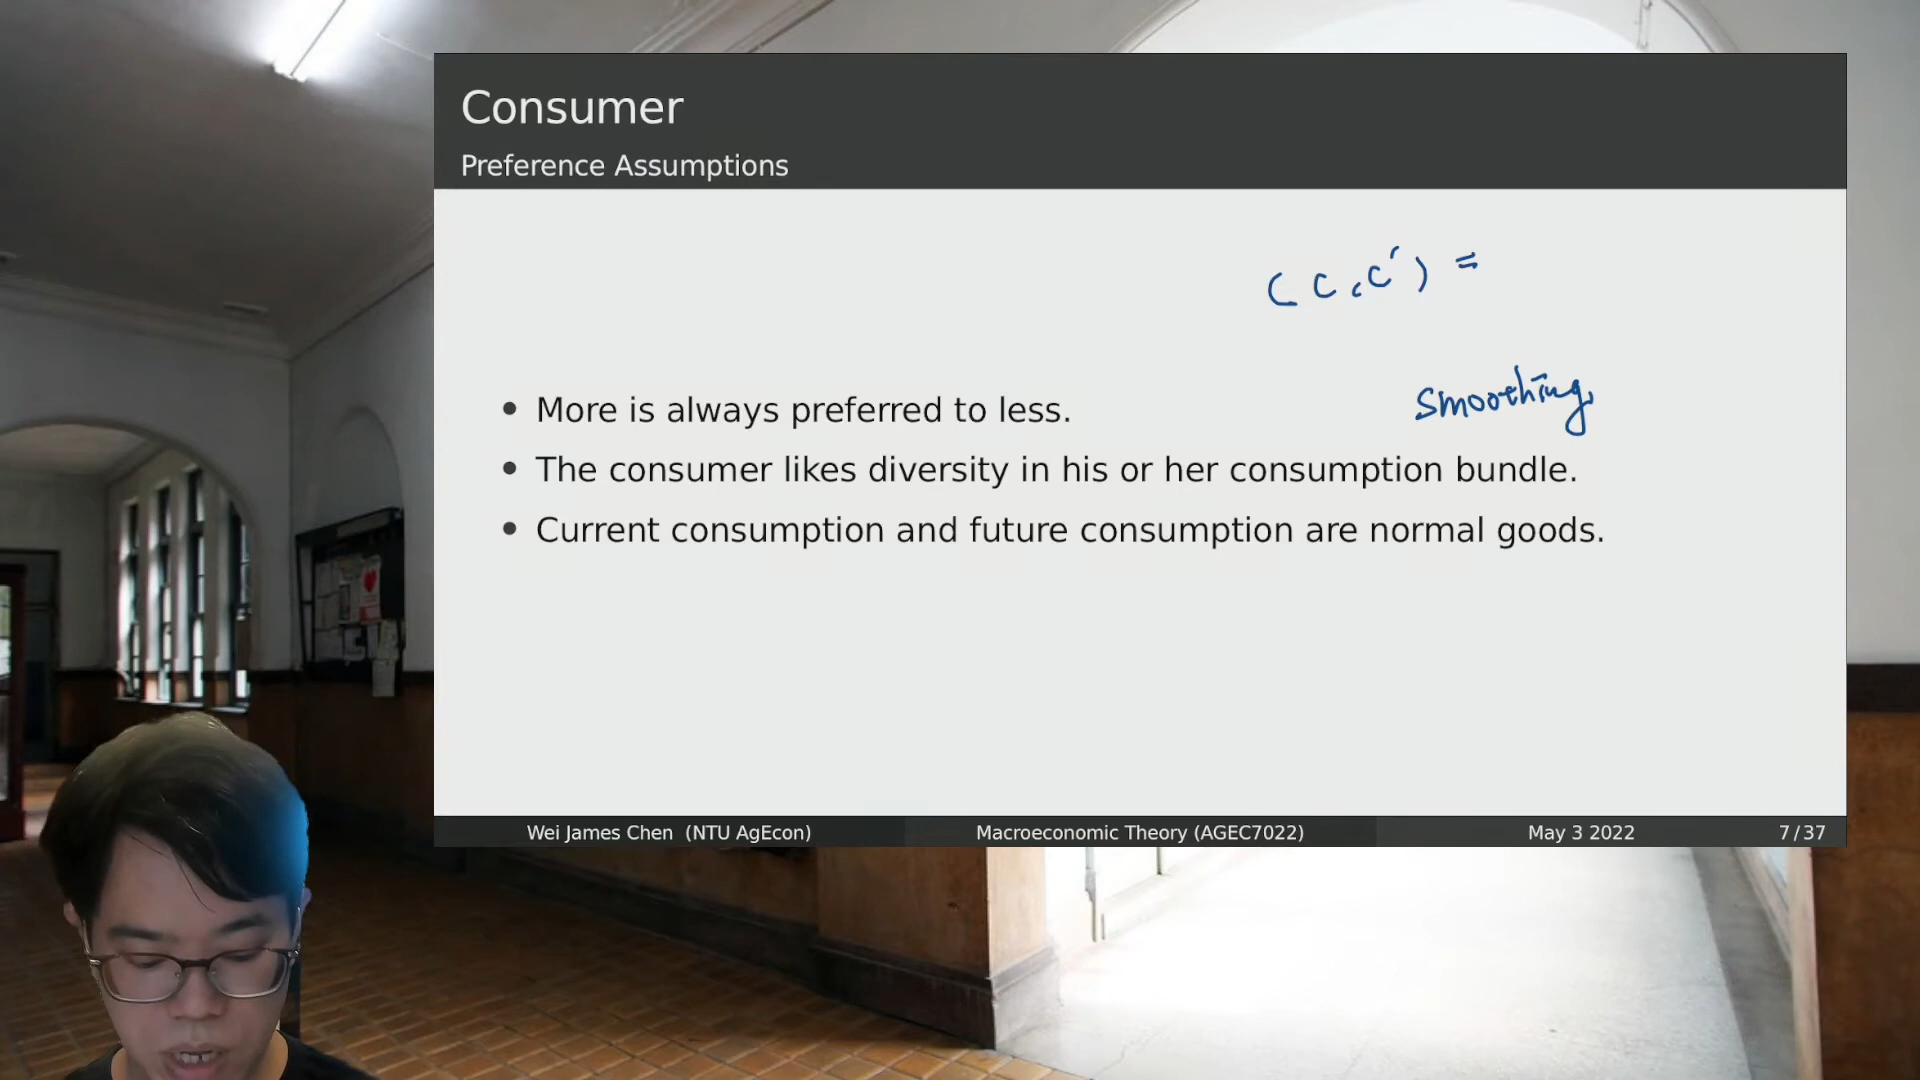 Consumer
Preference Assumptions
(C, C′) =
Smoothing
• More is always preferred to less.
• The consumer likes diversity in his or her consumption bundle.
• Current consumption and future consumption are normal goods.
Wei James Chen (NTU AgEcon) Macroeconomic Theory (AGEC7022) May 3 2022 7/37